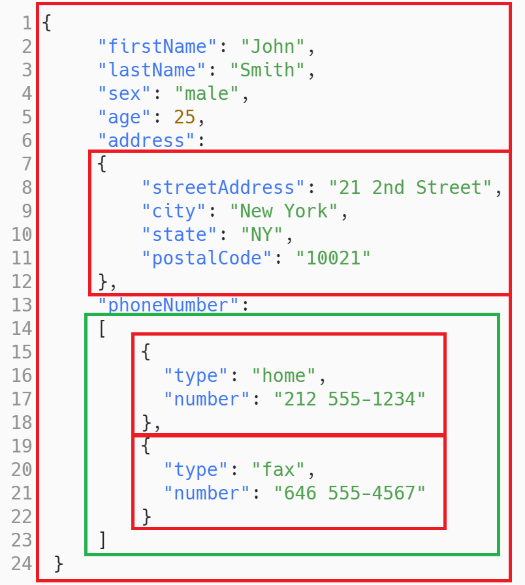 1 {
2 "firstName": "John",
3 "lastName": "Smith",
4 "sex": "male",
5 "age": 25,
6 "address":
7 {
8 "streetAddress": "21 2nd Street",
9 "city": "New York",
10 "state": "NY",
11 "postalCode": "10021"
12 },
13 "phoneNumber":
14 [
15 {
16 "type": "home",
17 "number": "212 555-1234"
18 },
19 {
20 "type": "fax",
21 "number": "646 555-4567"
22 }
23 ]
24 }